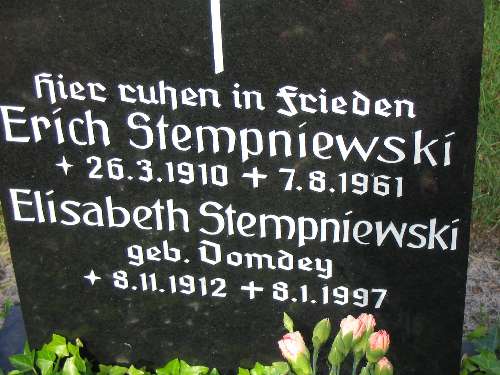 hier ruhen in Frieden
Erich Stempniewski
✦ 26.3.1910 + 7.8.1961
Elisabeth Stempniewski
geb. Domdey
✦ 8.11.1912 + 8.1.1997